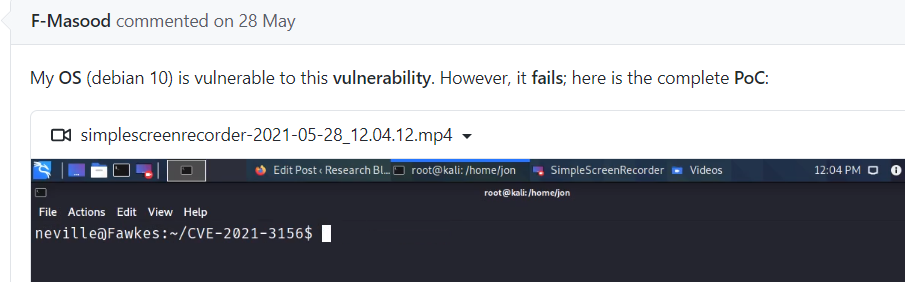 F-Masood commented on 28 May
My OS (debian 10) is vulnerable to this vulnerability. However, it fails; here is the complete PoC:
simplescreenrecorder-2021-05-28_12.04.12.mp4
Edit Post ‹ Research Bl... root@kali: /home/jon SimpleScreenRecorder Videos 12:04 PM
root@kali: /home/jon
File Actions Edit View Help
neville@Fawkes:~/CVE-2021-3156$